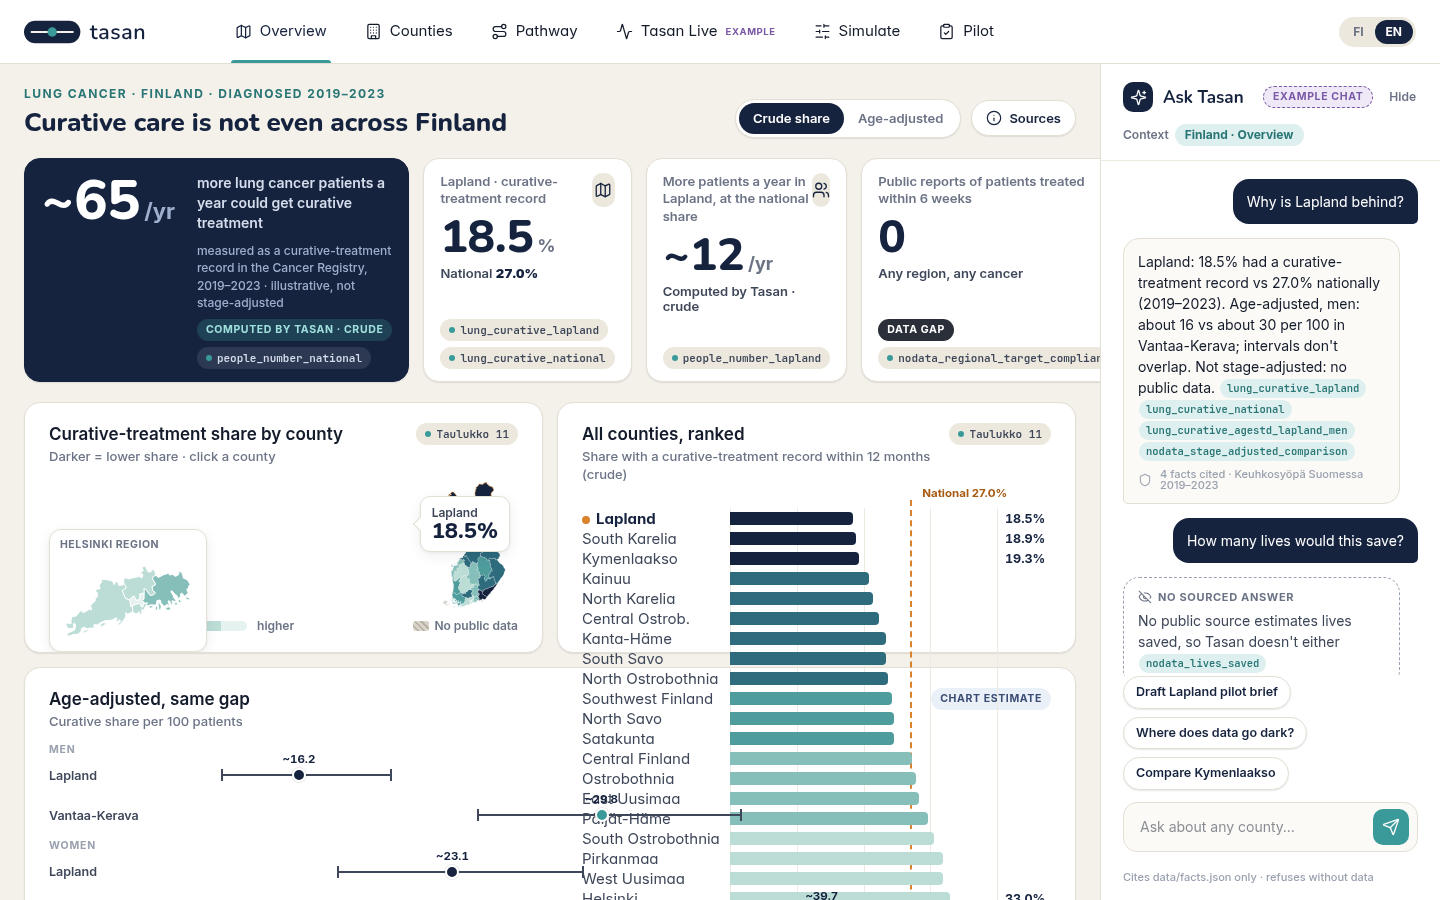 tasan
Overview
Counties
Pathway
Tasan Live EXAMPLE
Simulate
Pilot
FI EN
LUNG CANCER · FINLAND · DIAGNOSED 2019–2023
Curative care is not even across Finland
Crude share
Age-adjusted
Sources
~65 /yr
more lung cancer patients a
year could get curative
treatment
measured as a curative-treatment
record in the Cancer Registry,
2019–2023 · illustrative, not
stage-adjusted
COMPUTED BY TASAN · CRUDE
people_number_national
Lapland · curative-
treatment record
18.5 %
National 27.0%
lung_curative_lapland
lung_curative_national
More patients a year in
Lapland, at the national
share
~12 /yr
Computed by Tasan ·
crude
people_number_lapland
Public reports of patients treated
within 6 weeks
0
Any region, any cancer
DATA GAP
nodata_regional_target_complian
Curative-treatment share by county
Taulukko 11
Darker = lower share · click a county
Lapland
18.5%
HELSINKI REGION
higher
No public data
All counties, ranked
Taulukko 11
Share with a curative-treatment record within 12 months
(crude)
National 27.0%
Lapland 18.5%
South Karelia 18.9%
Kymenlaakso 19.3%
Kainuu
North Karelia
Central Ostrob.
Kanta-Häme
South Savo
North Ostrobothnia
Southwest Finland
North Savo
Satakunta
Central Finland
Ostrobothnia
East Uusimaa
Päijät-Häme
South Ostrobothnia
Pirkanmaa
West Uusimaa
Helsinki 33.0%
Age-adjusted, same gap
CHART ESTIMATE
Curative share per 100 patients
MEN
~16.2
Lapland
~29.8
Vantaa-Kerava
WOMEN
~23.1
Lapland
~39.7
Ask Tasan
EXAMPLE CHAT
Hide
Context
Finland · Overview
Why is Lapland behind?
Lapland: 18.5% had a curative-
treatment record vs 27.0% nationally
(2019–2023). Age-adjusted, men:
about 16 vs about 30 per 100 in
Vantaa-Kerava; intervals don't
overlap. Not stage-adjusted: no
public data. lung_curative_lapland
lung_curative_national
lung_curative_agestd_lapland_men
nodata_stage_adjusted_comparison
4 facts cited · Keuhkosyöpä Suomessa
2019–2023
How many lives would this save?
NO SOURCED ANSWER
No public source estimates lives
saved, so Tasan doesn't either
nodata_lives_saved
Draft Lapland pilot brief
Where does data go dark?
Compare Kymenlaakso
Ask about any county...
Cites data/facts.json only · refuses without data